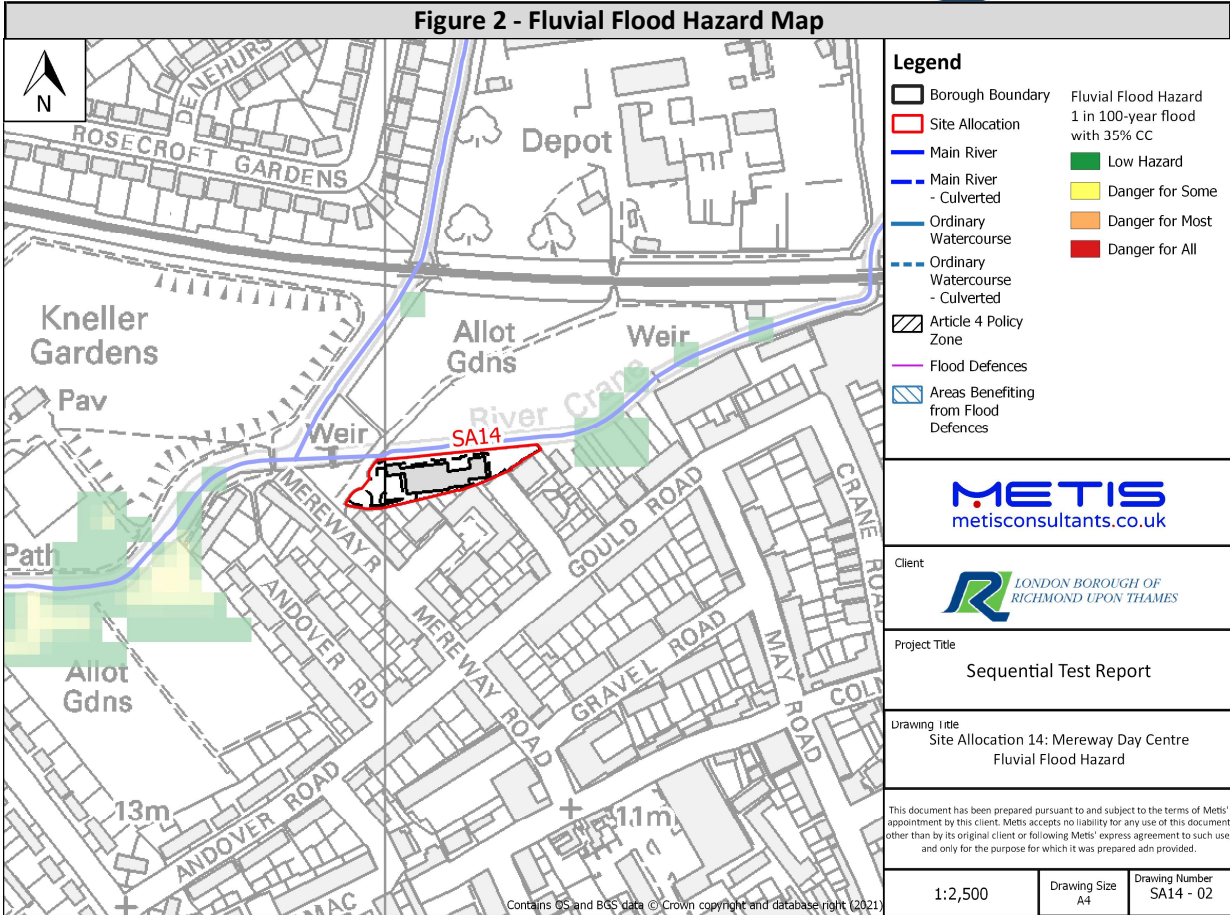 Figure 2 - Fluvial Flood Hazard Map
N
DENEHURS
ROSECROFT GARDENS
Depot
Kneller
Gardens
Allot
Gdns
Weir
Pav
River Crane
Weir
SA14
MEREWAY R
GOULD ROAD
CRANE ROAD
Path
ANDOVER RD
MEREWAY ROAD
GRAVEL ROAD
MAY ROAD
COLN
Allot
Gdns
13m
11m
ANDOVER ROAD
MAC
Contains OS and BGS data © Crown copyright and database right (2021)
Legend
Borough Boundary
Site Allocation
Main River
Main River
- Culverted
Ordinary
Watercourse
Ordinary
Watercourse
- Culverted
Article 4 Policy
Zone
Flood Defences
Areas Benefiting
from Flood
Defences
Fluvial Flood Hazard
1 in 100-year flood
with 35% CC
Low Hazard
Danger for Some
Danger for Most
Danger for All
METIS
metisconsultants.co.uk
Client
LONDON BOROUGH OF
RICHMOND UPON THAMES
Project Title
Sequential Test Report
Drawing Title
Site Allocation 14: Mereway Day Centre
Fluvial Flood Hazard
This document has been prepared pursuant to and subject to the terms of Metis'
appointment by this client. Metis accepts no liability for any use of this document
other than by its original client or following Metis' express agreement to such use
and only for the purpose for which it was prepared adn provided.
1:2,500
Drawing Size
A4
Drawing Number
SA14 - 02